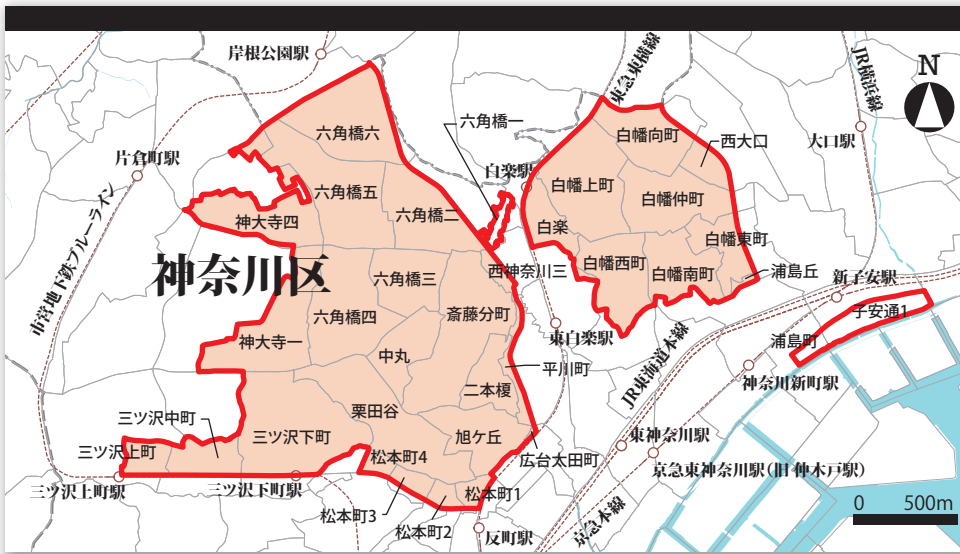 岸根公園駅
東急東横線
JR横浜線
N
六角橋一
六角橋六
白幡向町
西大口
大口駅
片倉町駅
白楽駅
六角橋五
白幡上町
白幡仲町
神大寺四
六角橋二
白楽
白幡東町
市営地下鉄ブルーライン
神奈川区
西神奈川三
白幡西町
白幡南町
浦島丘
新子安駅
六角橋三
子安通1
六角橋四
斎藤分町
神大寺一
東白楽駅
浦島町
中丸
平川町
JR東海道本線
神奈川新町駅
二本榎
三ツ沢中町
栗田谷
三ツ沢下町
旭ケ丘
東神奈川駅
三ツ沢上町
松本町4
広台太田町
京急東神奈川駅(旧 仲木戸駅)
三ツ沢上町駅
三ツ沢下町駅
松本町1
松本町3
松本町2
反町駅
京急本線
0 500m